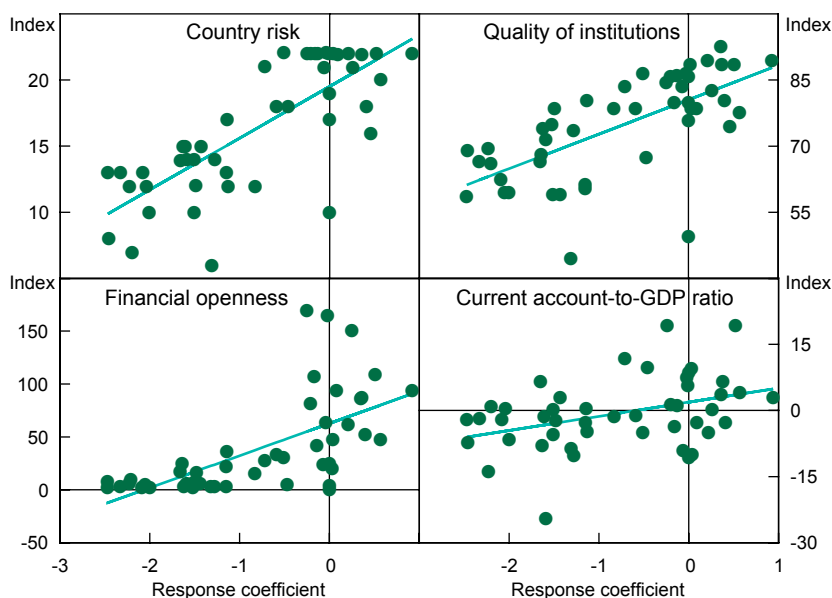 Index
Country risk
Quality of institutions
Index
20
85
15
70
10
55
Index
Financial openness
Current account-to-GDP ratio
Index
150
15
100
0
50
-15
0
-50
-30
-3
-2
-1
0
-2
-1
0
1
Response coefficient
Response coefficient